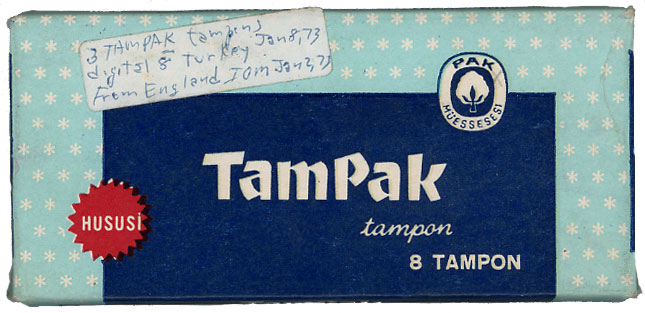 3 TAMPAK tampons
digital 8 Turkey Jan 8, 73
from England IOM Jan 3, 73
PAK
MÜESSESESİ
TamPak
tampon
8 TAMPON
HUSUSİ